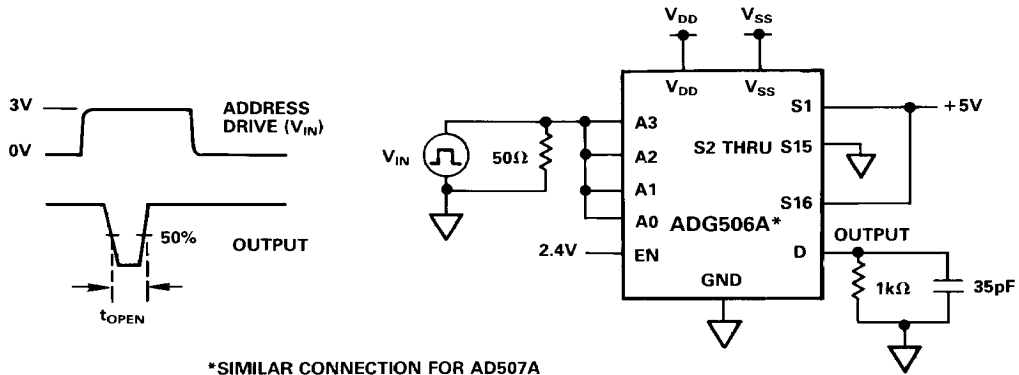 3V
ADDRESS
DRIVE (VIN)
0V
50%
OUTPUT
tOPEN
VDD
VSS
VDD
VSS
A3
A2
A1
A0
EN
S1
S2 THRU S15
S16
D
ADG506A*
GND
VIN
50Ω
2.4V
+5V
OUTPUT
1kΩ
35pF
*SIMILAR CONNECTION FOR AD507A